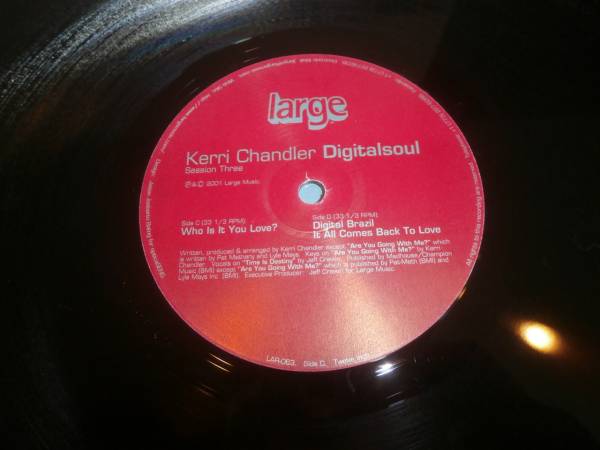 large
Kerri Chandler Digitalsoul
Session Three
℗&© 2001 Large Music.
Side C (33 1/3 RPM)
Who Is It You Love?
Side D (33 1/3 RPM)
Digital Brazil
It All Comes Back To Love
Written, produced & arranged by Kerri Chandler except "Are You Going With Me?" which
is written by Pat Metheny and Lyle Mays. Keys on "Are You Going With Me?" by Kerri
Chandler. Vocals on "Time Is Destiny" by Jeff Craven. Published by Madhouse/Champion
Music (BMI) except "Are You Going With Me?" which is published by Pat-Meth (BMI) and
Lyle Mays Inc. (BMI). Executive Producer: Jeff Craven for Large Music.
LAR-063. Side D.